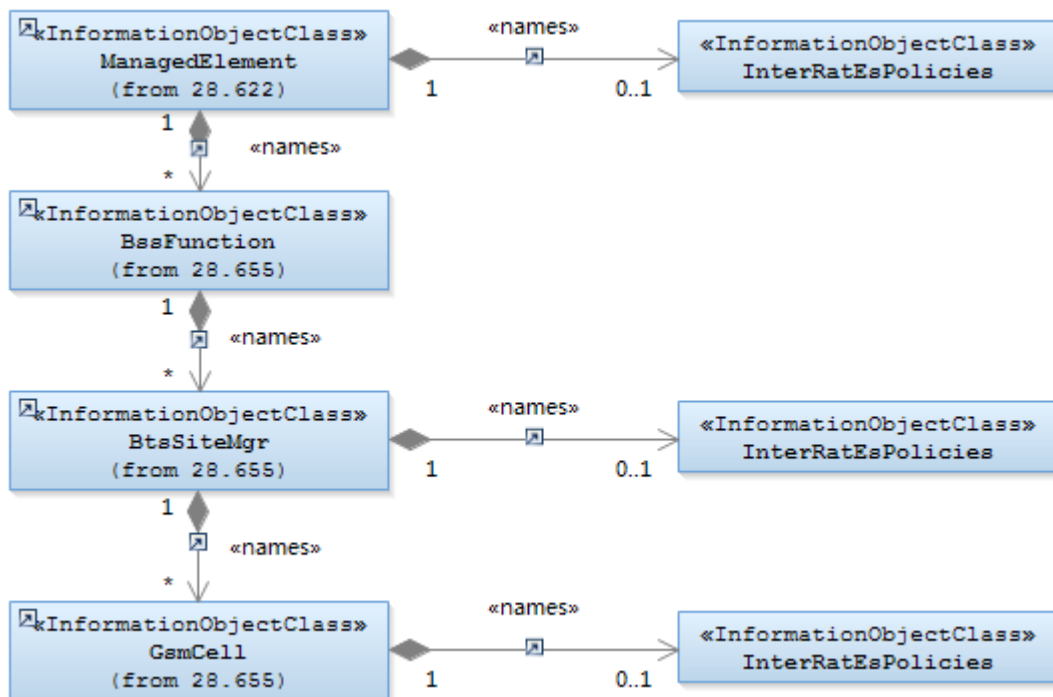 «InformationObjectClass»
ManagedElement
(from 28.622)
«names»
1
0..1
«InformationObjectClass»
InterRatEsPolicies
1
«names»
*
«InformationObjectClass»
BssFunction
(from 28.655)
1
«names»
*
«InformationObjectClass»
BtsSiteMgr
(from 28.655)
«names»
1
0..1
«InformationObjectClass»
InterRatEsPolicies
1
«names»
*
«InformationObjectClass»
GsmCell
(from 28.655)
«names»
1
0..1
«InformationObjectClass»
InterRatEsPolicies